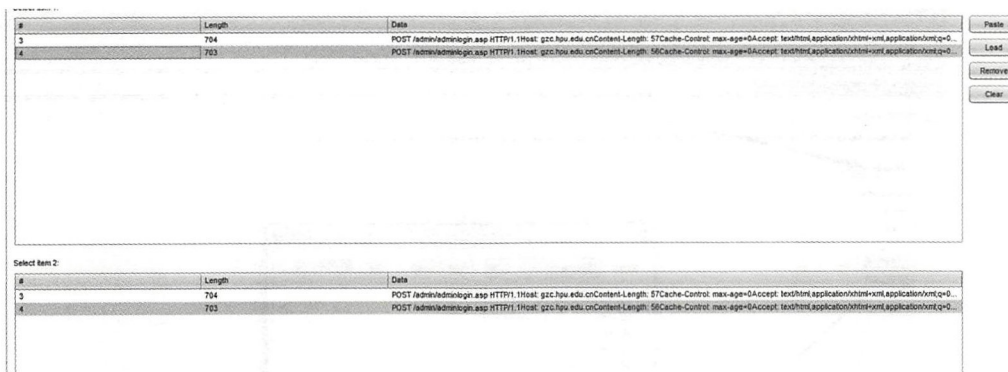 Select item 1:
# Length Data
3 704 POST /admin/adminlogin.asp HTTP/1.1Host: gzc.hpu.edu.cnContent-Length: 57Cache-Control: max-age=0Accept: text/html,application/xhtml+xml,application/xml;q=0...
4 703 POST /admin/adminlogin.asp HTTP/1.1Host: gzc.hpu.edu.cnContent-Length: 56Cache-Control: max-age=0Accept: text/html,application/xhtml+xml,application/xml;q=0...
Paste
Load
Remove
Clear
Select item 2:
# Length Data
3 704 POST /admin/adminlogin.asp HTTP/1.1Host: gzc.hpu.edu.cnContent-Length: 57Cache-Control: max-age=0Accept: text/html,application/xhtml+xml,application/xml;q=0...
4 703 POST /admin/adminlogin.asp HTTP/1.1Host: gzc.hpu.edu.cnContent-Length: 56Cache-Control: max-age=0Accept: text/html,application/xhtml+xml,application/xml;q=0...